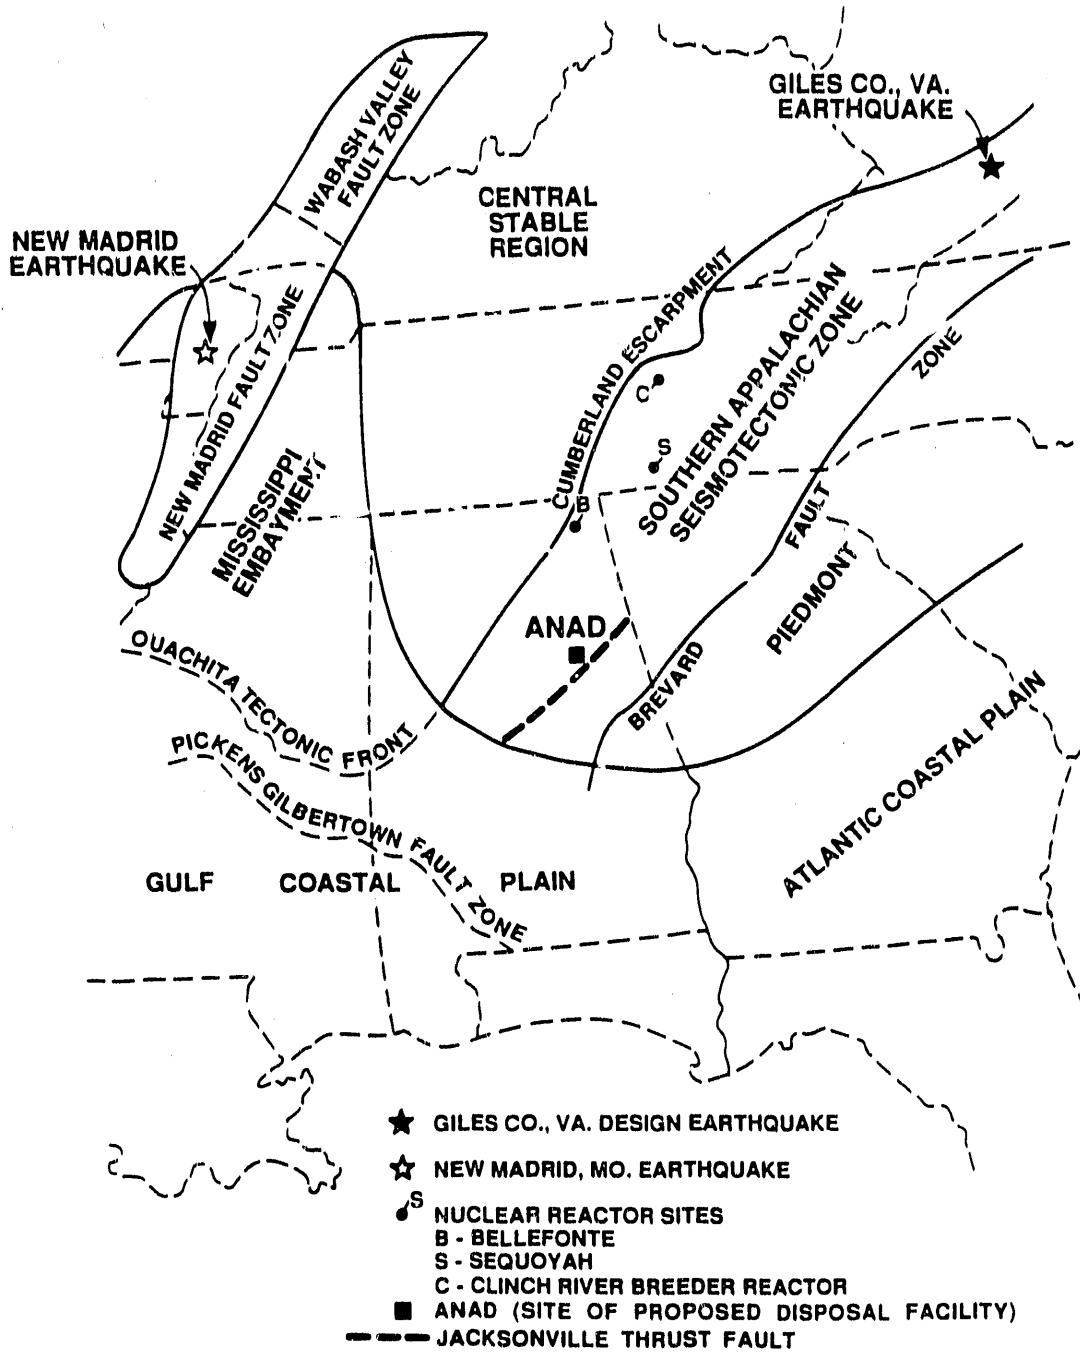 GILES CO., VA.
EARTHQUAKE
WABASH VALLEY
FAULT ZONE
CENTRAL
STABLE
REGION
NEW MADRID
EARTHQUAKE
NEW MADRID FAULT ZONE
CUMBERLAND ESCARPMENT
SOUTHERN APPALACHIAN
SEISMOTECTONIC ZONE
C
S
B
MISSISSIPPI
EMBAYMENT
BREVARD FAULT ZONE
PIEDMONT
ANAD
OUACHITA TECTONIC FRONT
PICKENS GILBERTOWN FAULT ZONE
ATLANTIC COASTAL PLAIN
GULF COASTAL PLAIN
GILES CO., VA. DESIGN EARTHQUAKE
NEW MADRID, MO. EARTHQUAKE
S
NUCLEAR REACTOR SITES
B - BELLEFONTE
S - SEQUOYAH
C - CLINCH RIVER BREEDER REACTOR
ANAD (SITE OF PROPOSED DISPOSAL FACILITY)
JACKSONVILLE THRUST FAULT